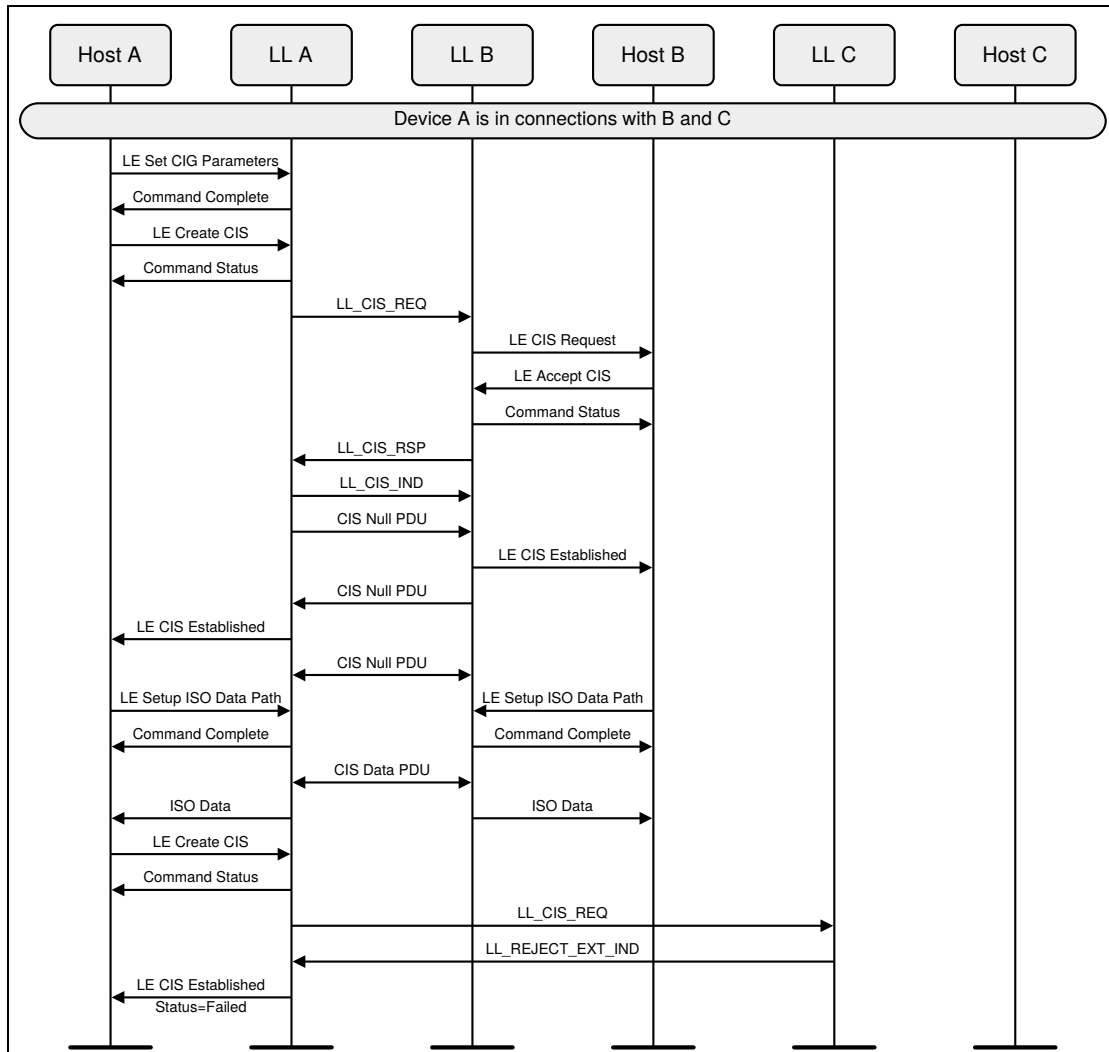 Host A
LL A
LL B
Host B
LL C
Host C
Device A is in connections with B and C
LE Set CIG Parameters
Command Complete
LE Create CIS
Command Status
LL_CIS_REQ
LE CIS Request
LE Accept CIS
Command Status
LL_CIS_RSP
LL_CIS_IND
CIS Null PDU
LE CIS Established
CIS Null PDU
LE CIS Established
CIS Null PDU
LE Setup ISO Data Path
LE Setup ISO Data Path
Command Complete
Command Complete
CIS Data PDU
ISO Data
ISO Data
LE Create CIS
Command Status
LL_CIS_REQ
LL_REJECT_EXT_IND
LE CIS Established
Status=Failed